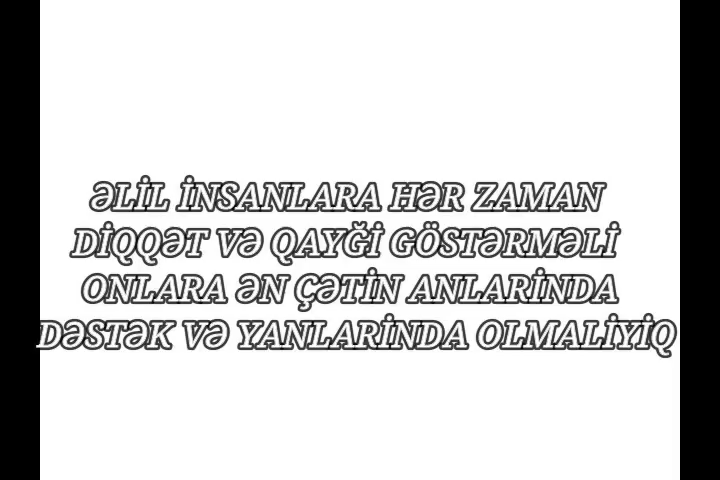 ƏLİL İNSANLARA HƏR ZAMAN
DİQQƏT VƏ QAYĞİ GÖSTƏRMƏLİ
ONLARA ƏN ÇƏTİN ANLARİNDA
DƏSTƏK VƏ YANLARİNDA OLMALİYİQ